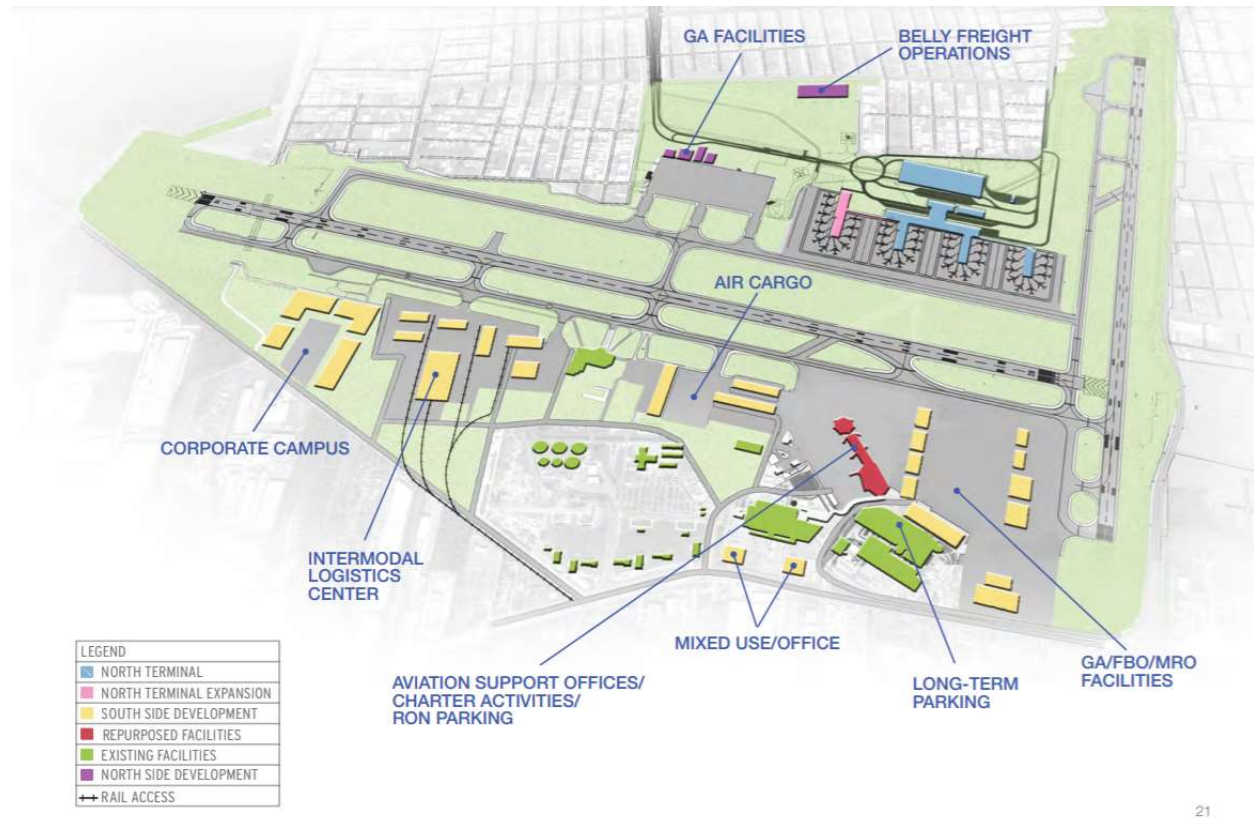 GA FACILITIES
BELLY FREIGHT
OPERATIONS
AIR CARGO
CORPORATE CAMPUS
INTERMODAL
LOGISTICS
CENTER
MIXED USE/OFFICE
AVIATION SUPPORT OFFICES/
CHARTER ACTIVITIES/
RON PARKING
LONG-TERM
PARKING
GA/FBO/MRO
FACILITIES
LEGEND
NORTH TERMINAL
NORTH TERMINAL EXPANSION
SOUTH SIDE DEVELOPMENT
REPURPOSED FACILITIES
EXISTING FACILITIES
NORTH SIDE DEVELOPMENT
RAIL ACCESS
21